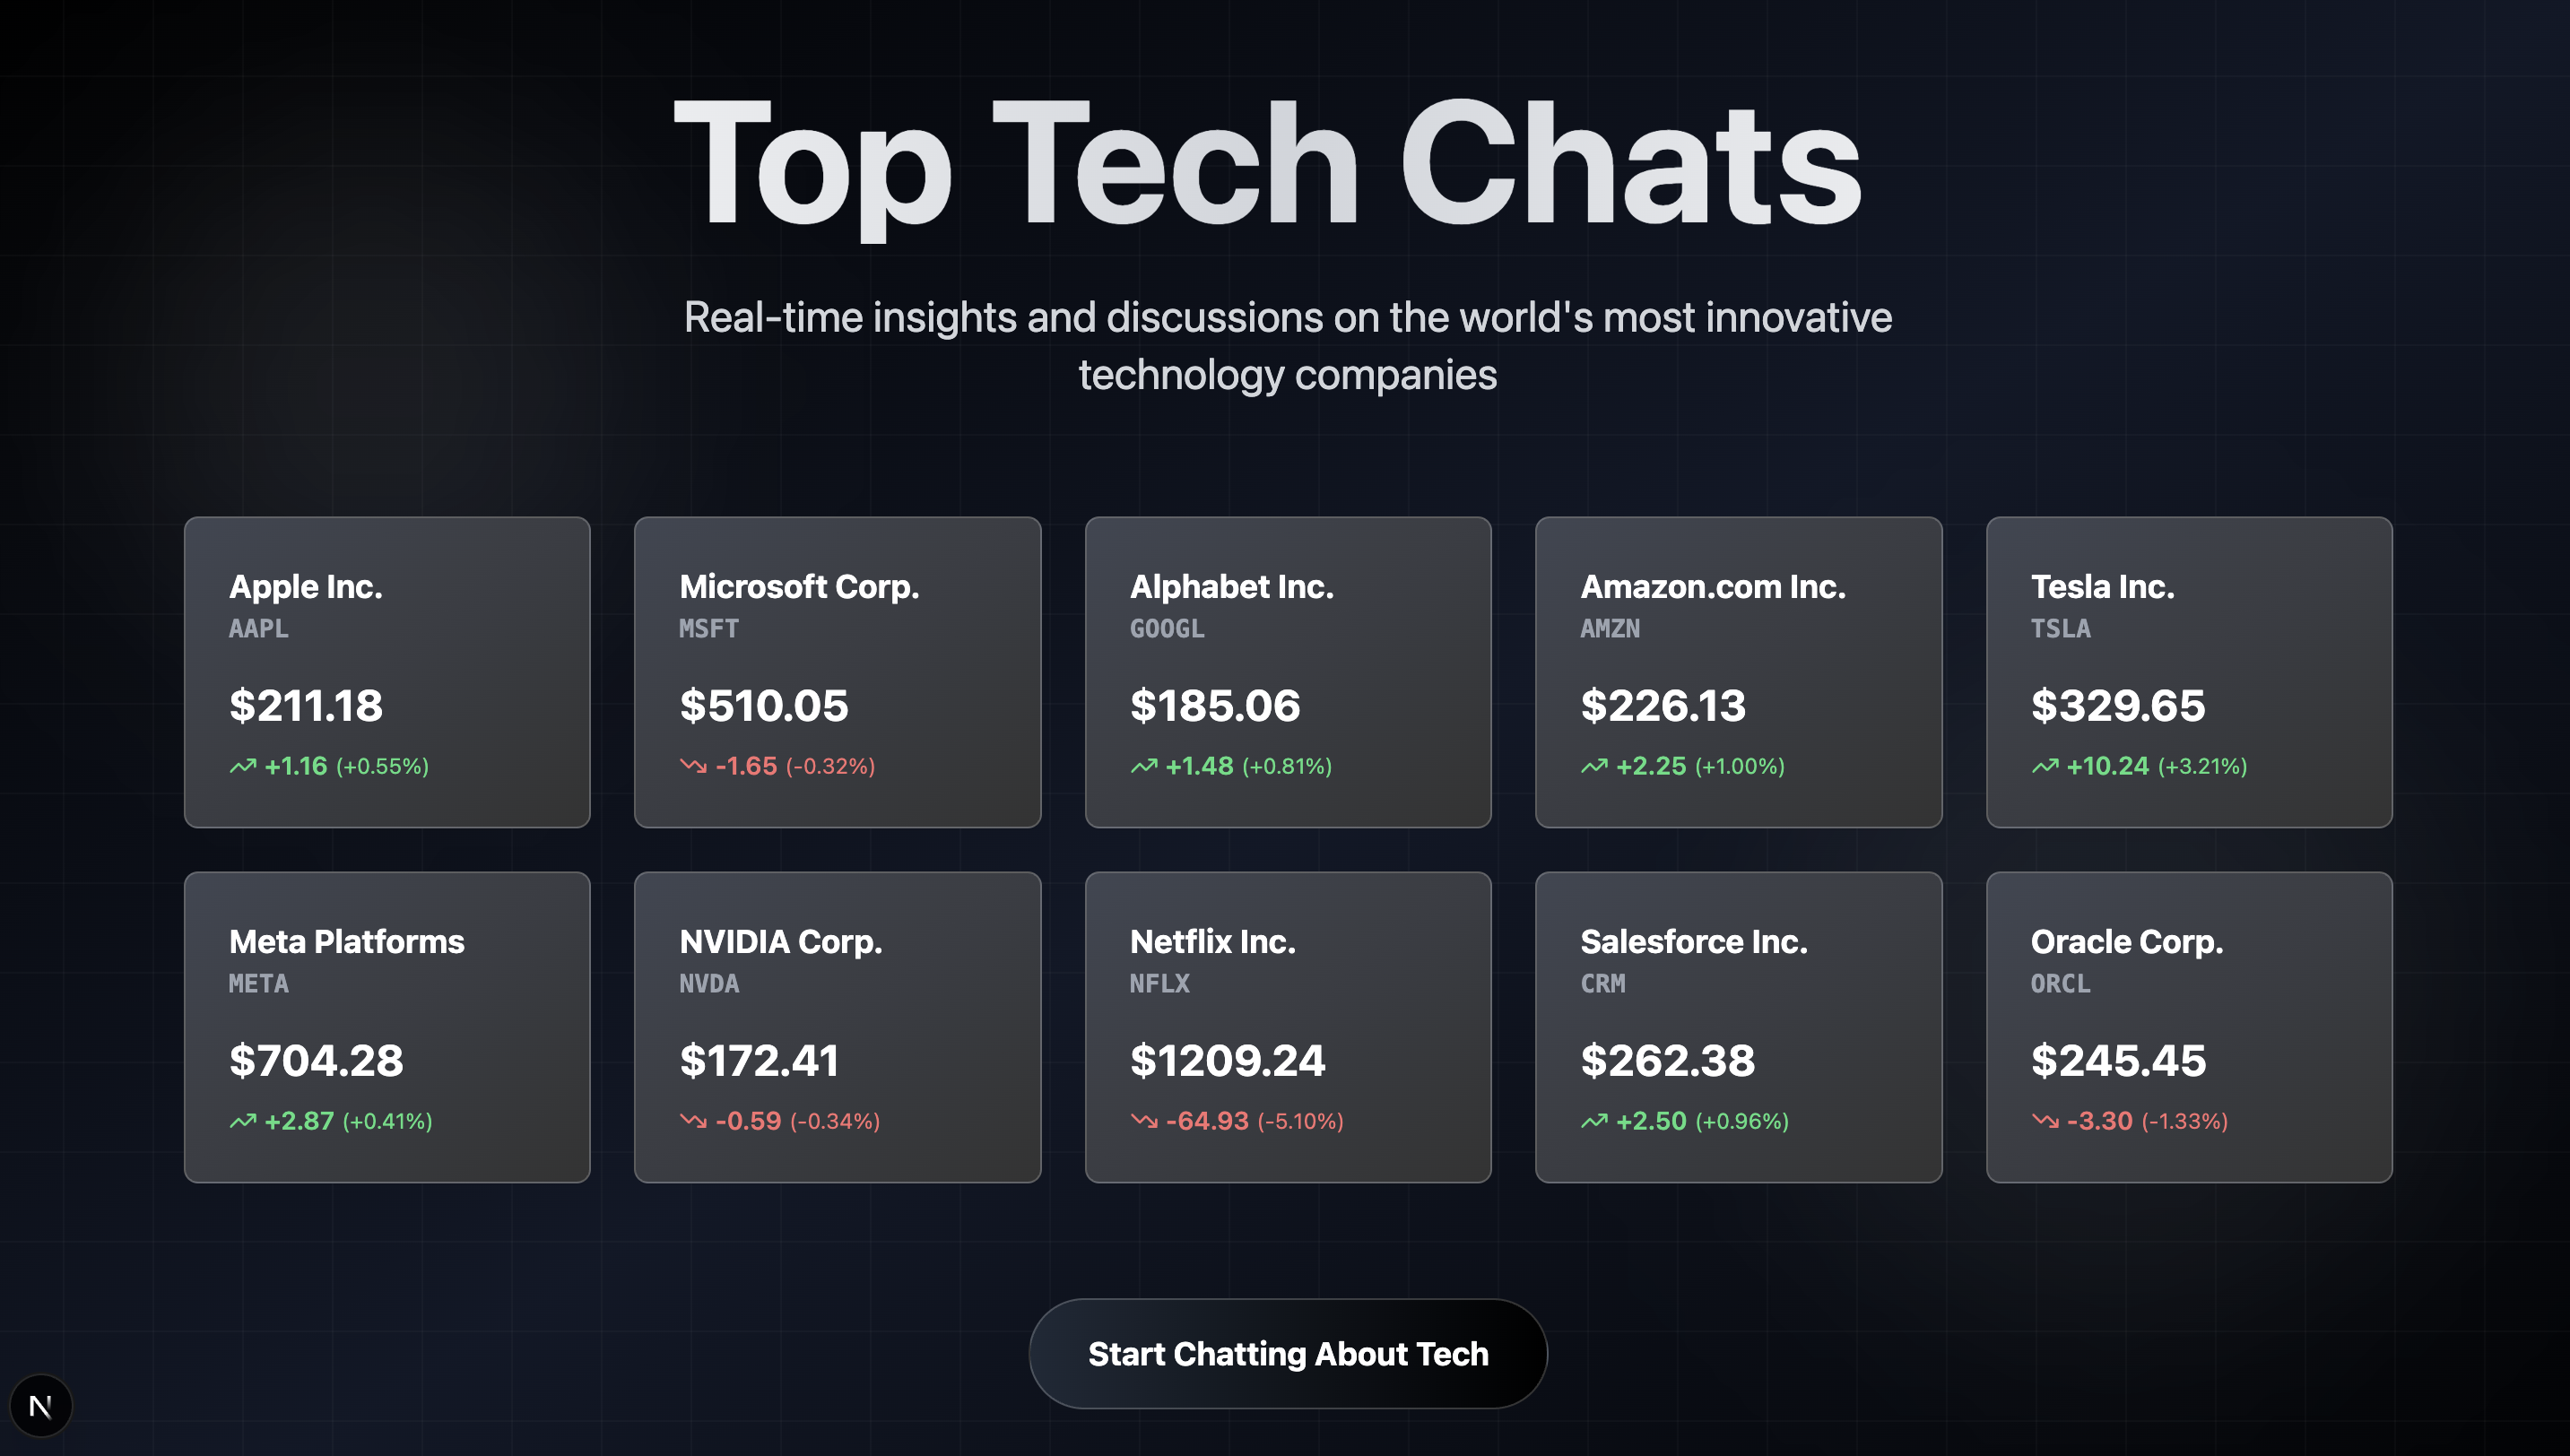 Top Tech Chats
Real-time insights and discussions on the world's most innovative
technology companies
Apple Inc.
AAPL
$211.18
+1.16 (+0.55%)
Microsoft Corp.
MSFT
$510.05
-1.65 (-0.32%)
Alphabet Inc.
GOOGL
$185.06
+1.48 (+0.81%)
Amazon.com Inc.
AMZN
$226.13
+2.25 (+1.00%)
Tesla Inc.
TSLA
$329.65
+10.24 (+3.21%)
Meta Platforms
META
$704.28
+2.87 (+0.41%)
NVIDIA Corp.
NVDA
$172.41
-0.59 (-0.34%)
Netflix Inc.
NFLX
$1209.24
-64.93 (-5.10%)
Salesforce Inc.
CRM
$262.38
+2.50 (+0.96%)
Oracle Corp.
ORCL
$245.45
-3.30 (-1.33%)
Start Chatting About Tech
N